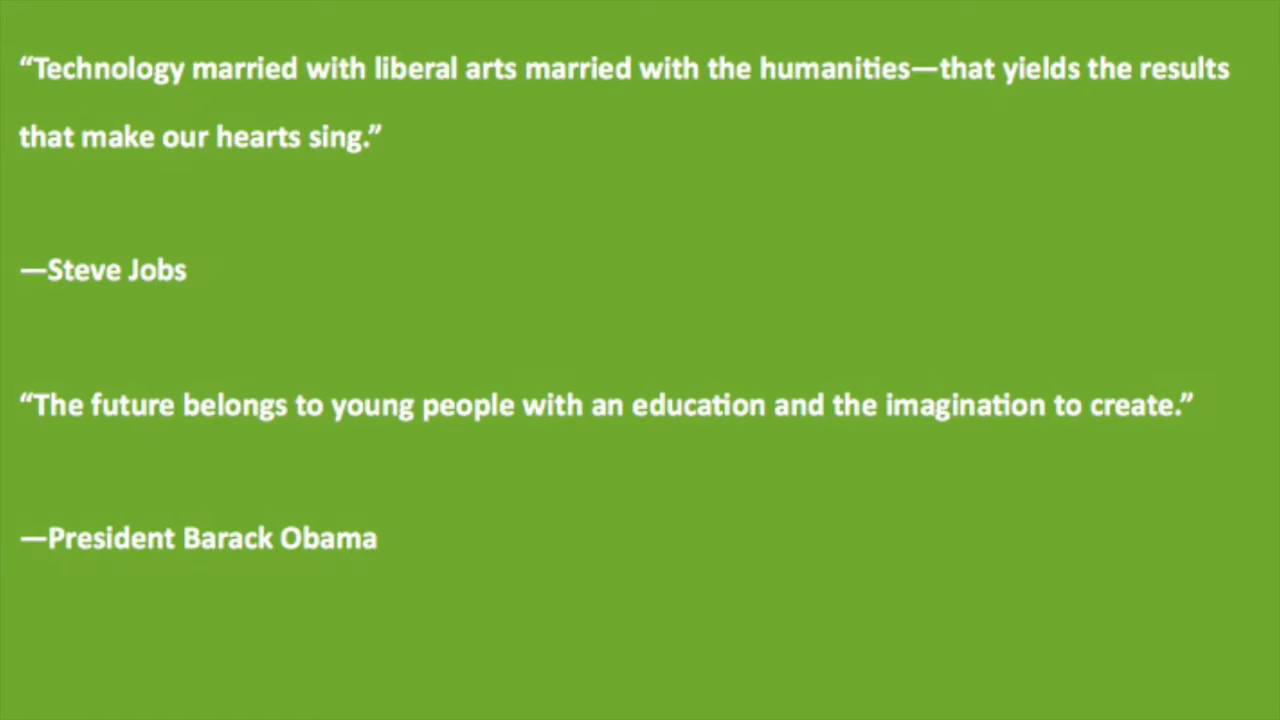 “Technology married with liberal arts married with the humanities—that yields the results
that make our hearts sing.”
—Steve Jobs
“The future belongs to young people with an education and the imagination to create.”
—President Barack Obama